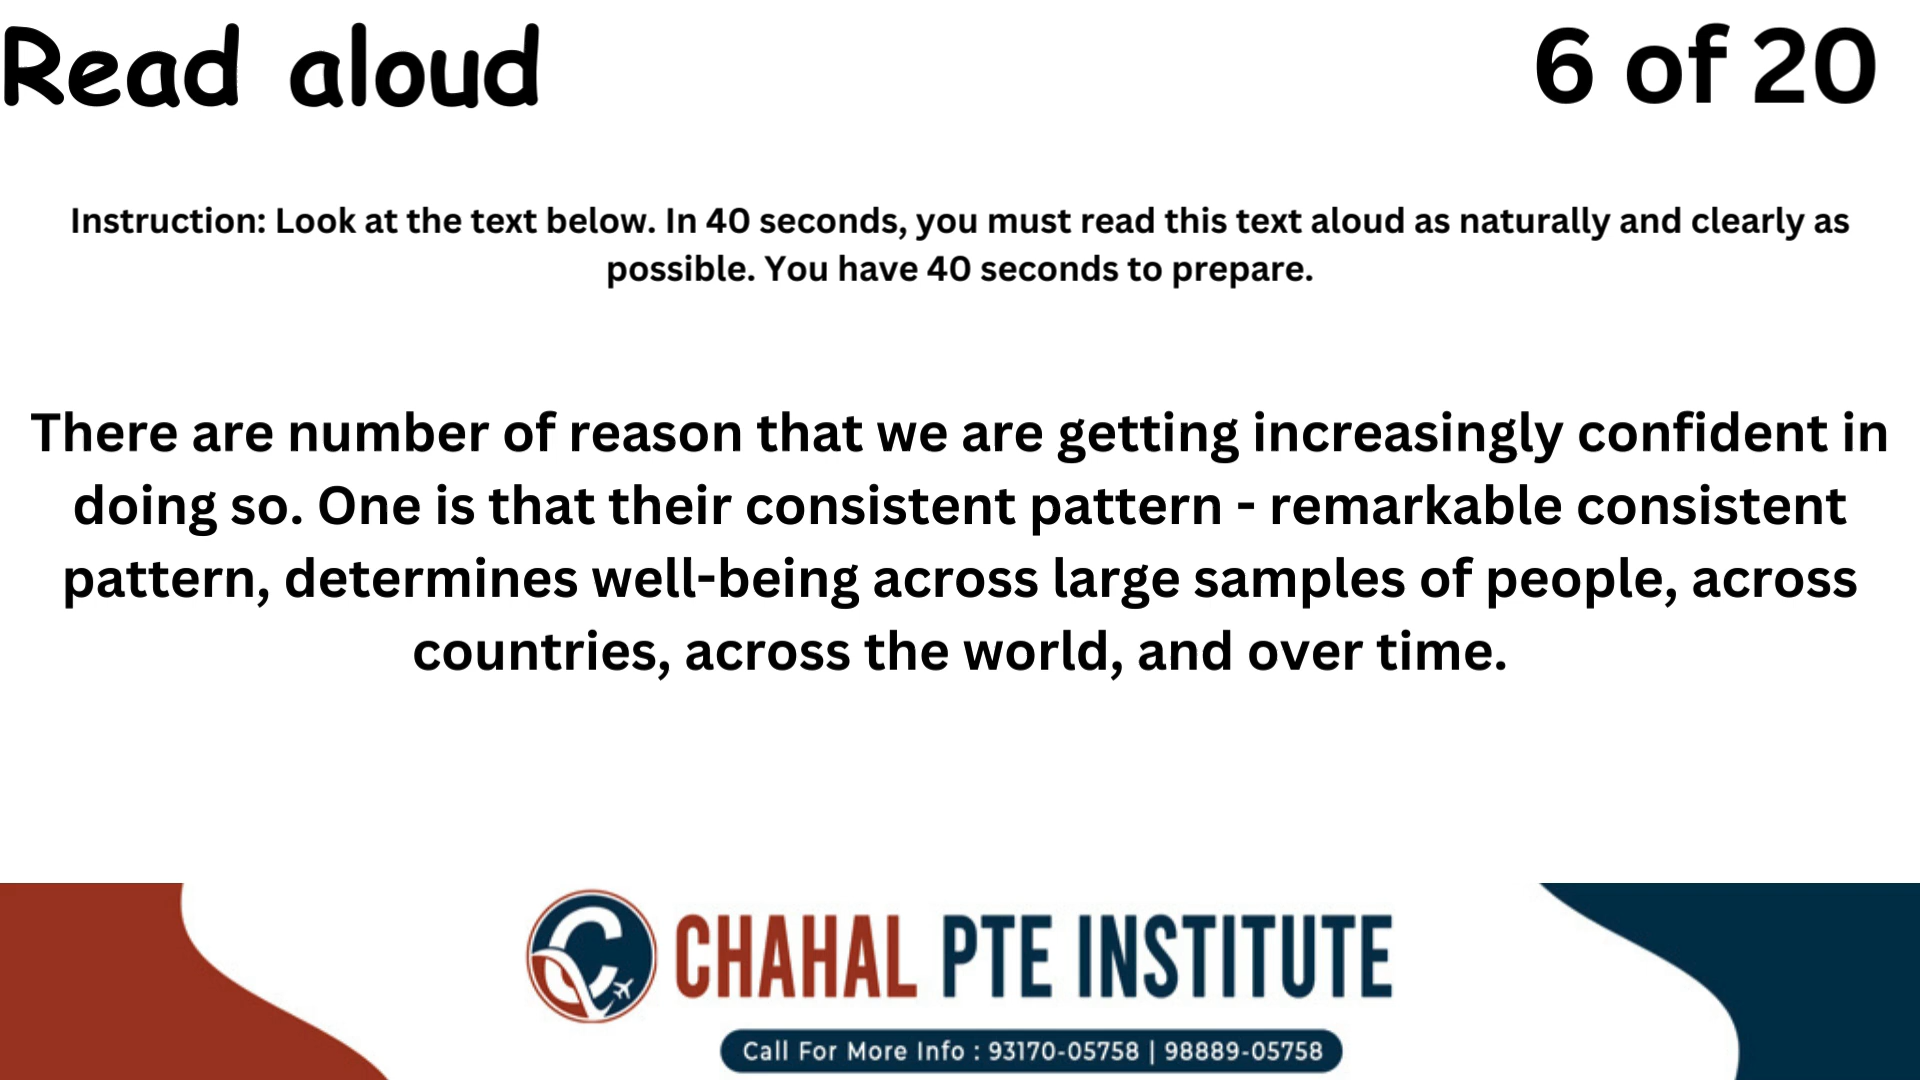 Read aloud
6 of 20
Instruction: Look at the text below. In 40 seconds, you must read this text aloud as naturally and clearly as
possible. You have 40 seconds to prepare.
There are number of reason that we are getting increasingly confident in
doing so. One is that their consistent pattern - remarkable consistent
pattern, determines well-being across large samples of people, across
countries, across the world, and over time.
CHAHAL PTE INSTITUTE
Call For More Info : 93170-05758 | 98889-05758